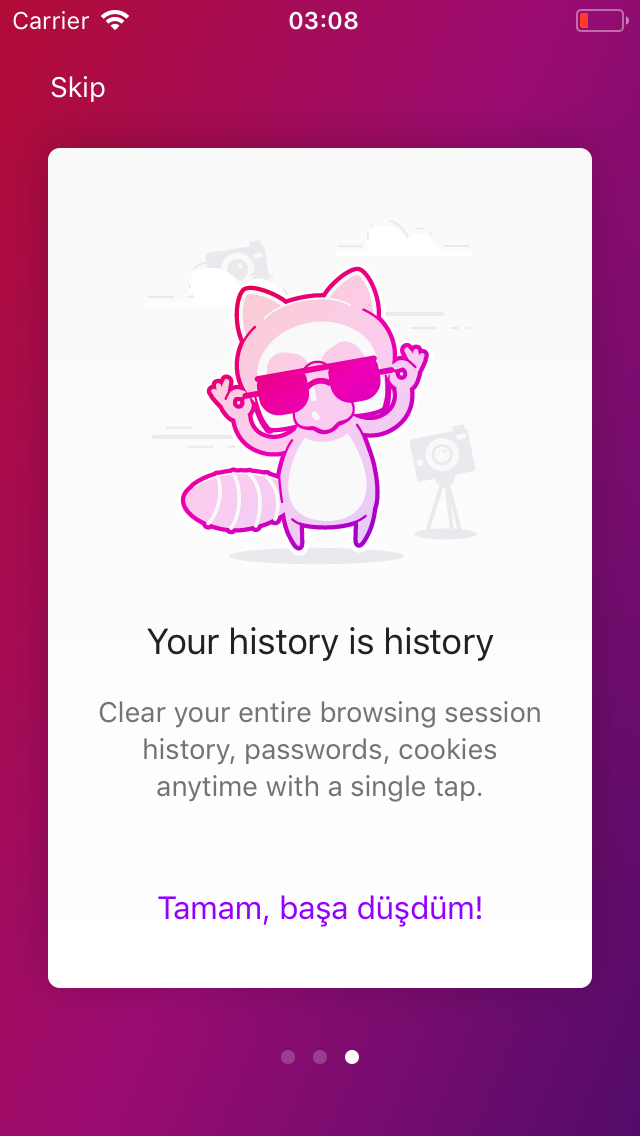 Carrier 03:08
Skip
Your history is history
Clear your entire browsing session
history, passwords, cookies
anytime with a single tap.
Tamam, başa düşdüm!